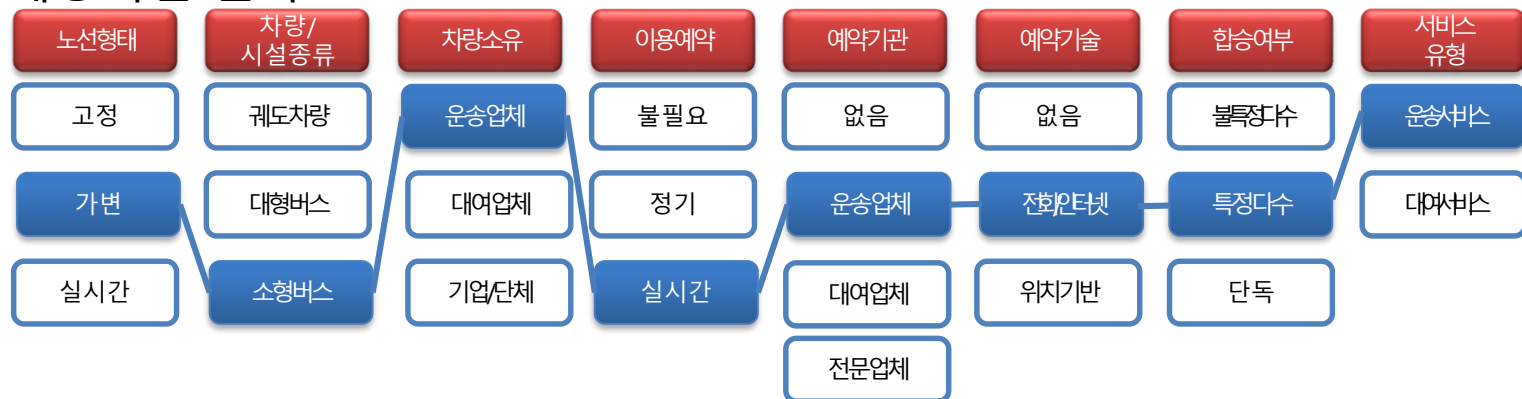 노선형태
차량/
시설종류
차량소유
이용예약
예약기관
예약기술
합승여부
서비스
유형
고정
궤도차량
운송업체
불필요
없음
없음
불특정다수
운송서비스
가변
대형버스
대여업체
정기
운송업체
전화/인터넷
특정다수
대여서비스
실시간
소형버스
기업/단체
실시간
대여업체
위치기반
단독
전문업체